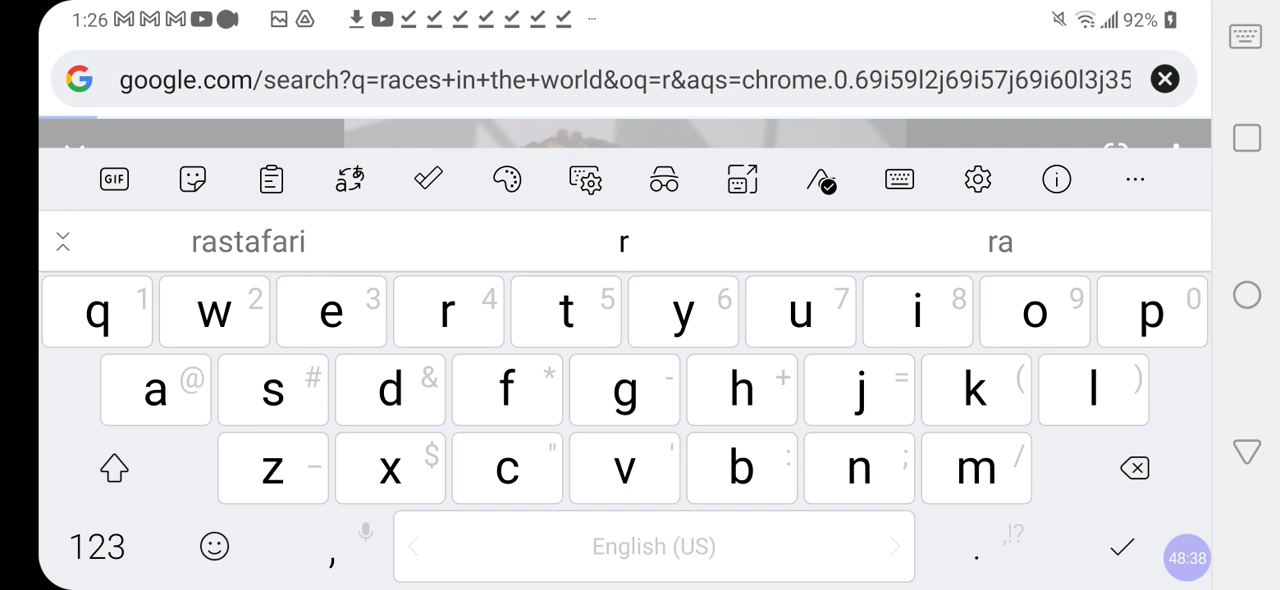 1:26 92%
google.com/search?q=races+in+the+world&oq=r&aqs=chrome.0.69i59l2j69i57j69i60l3j35
GIF
rastafari r ra
q 1 w 2 e 3 r 4 t 5 y 6 u 7 i 8 o 9 p 0
a @ s # d & f * g - h + j = k ( l )
z – x $ c " v ' b : n ; m /
123 , English (US) . ,!?
48:38